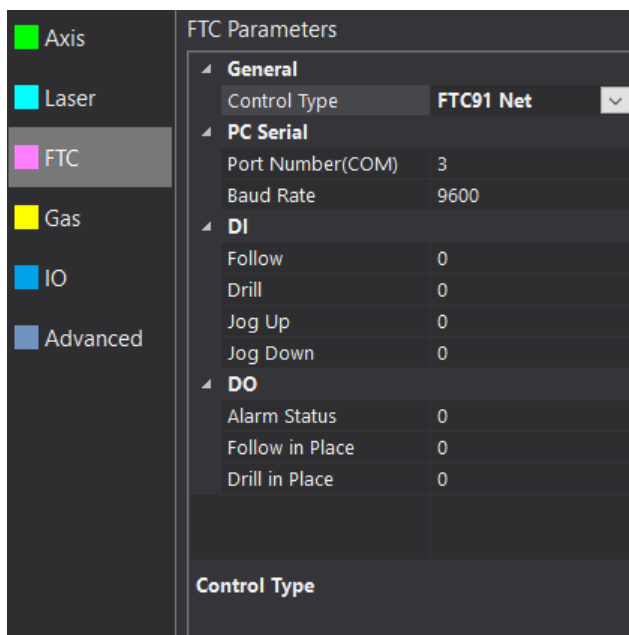 Axis
Laser
FTC
Gas
IO
Advanced
FTC Parameters
General
Control Type FTC91 Net
PC Serial
Port Number(COM) 3
Baud Rate 9600
DI
Follow 0
Drill 0
Jog Up 0
Jog Down 0
DO
Alarm Status 0
Follow in Place 0
Drill in Place 0
Control Type